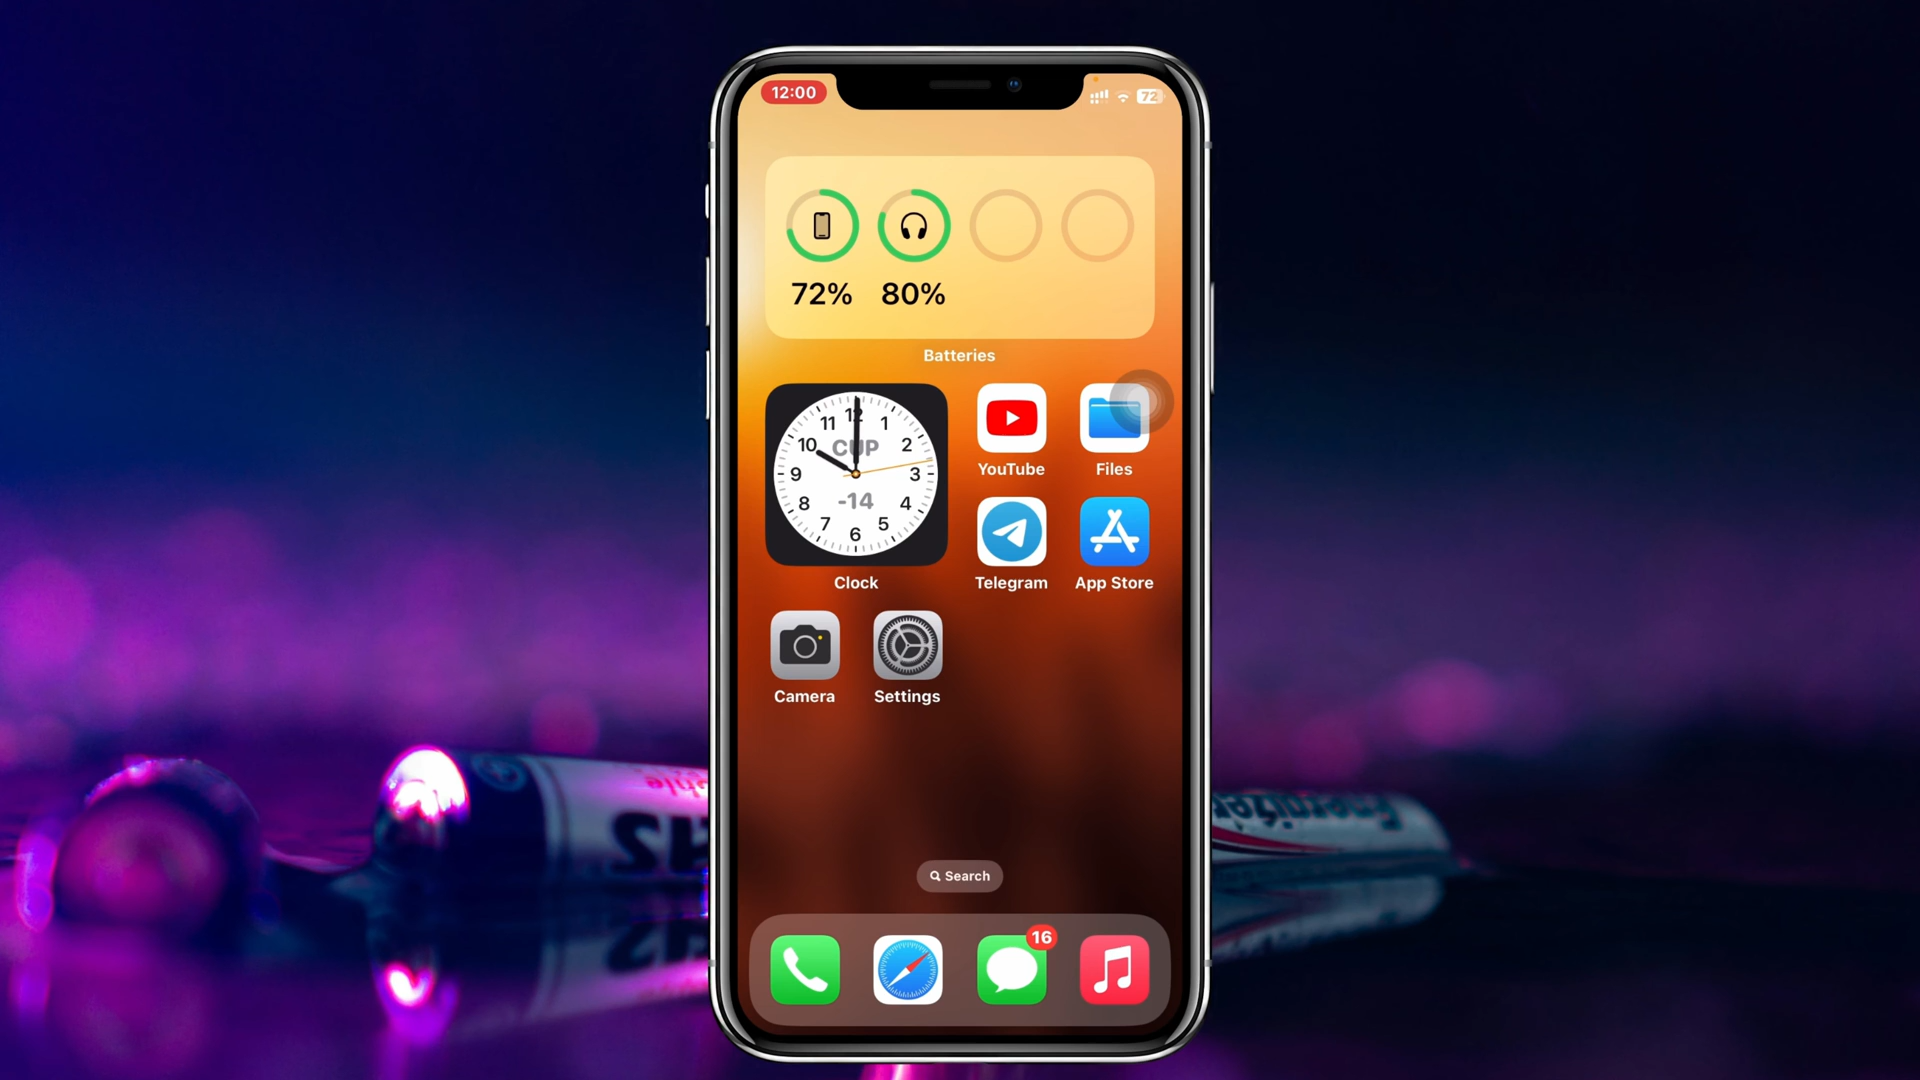 12:00
72
72% 80%
Batteries
12
11 1
10 CUP 2
9 3
8 -14 4
7 5
6
Clock
YouTube Files
Telegram App Store
Camera Settings
Search
16
Energizer